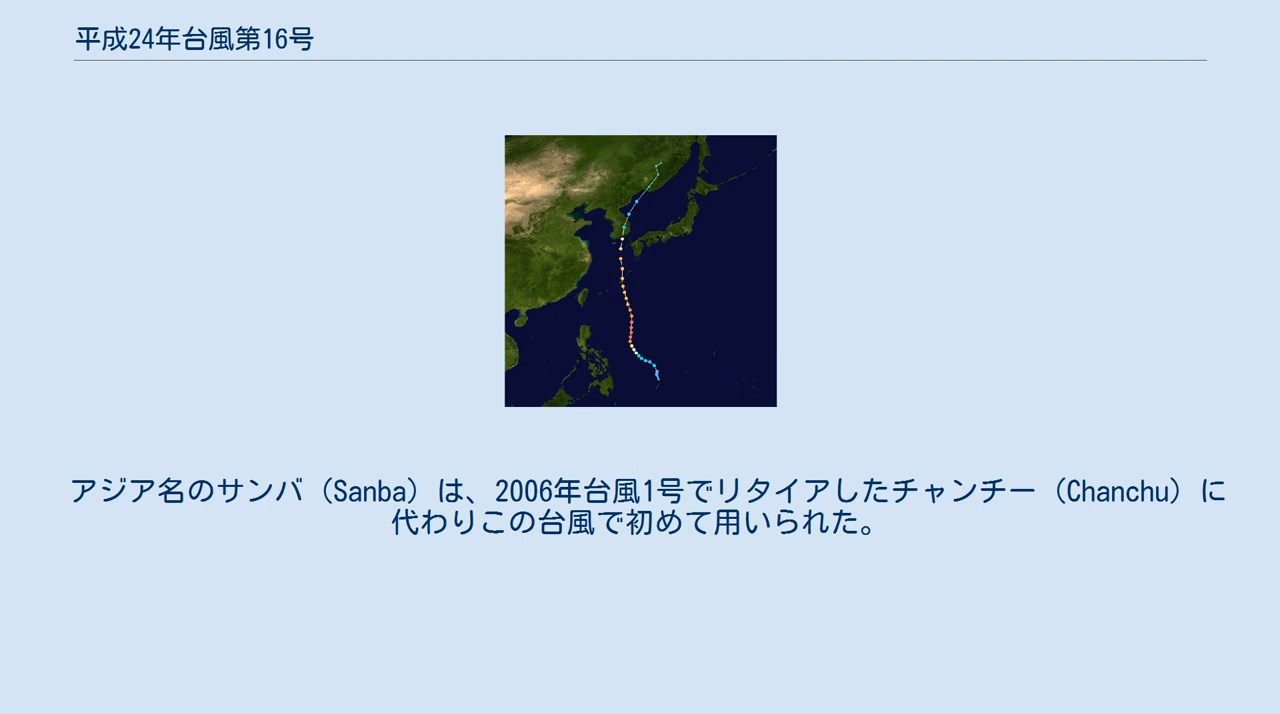 平成24年台風第16号
アジア名のサンバ（Sanba）は、2006年台風1号でリタイアしたチャンチー（Chanchu）に
代わりこの台風で初めて用いられた。